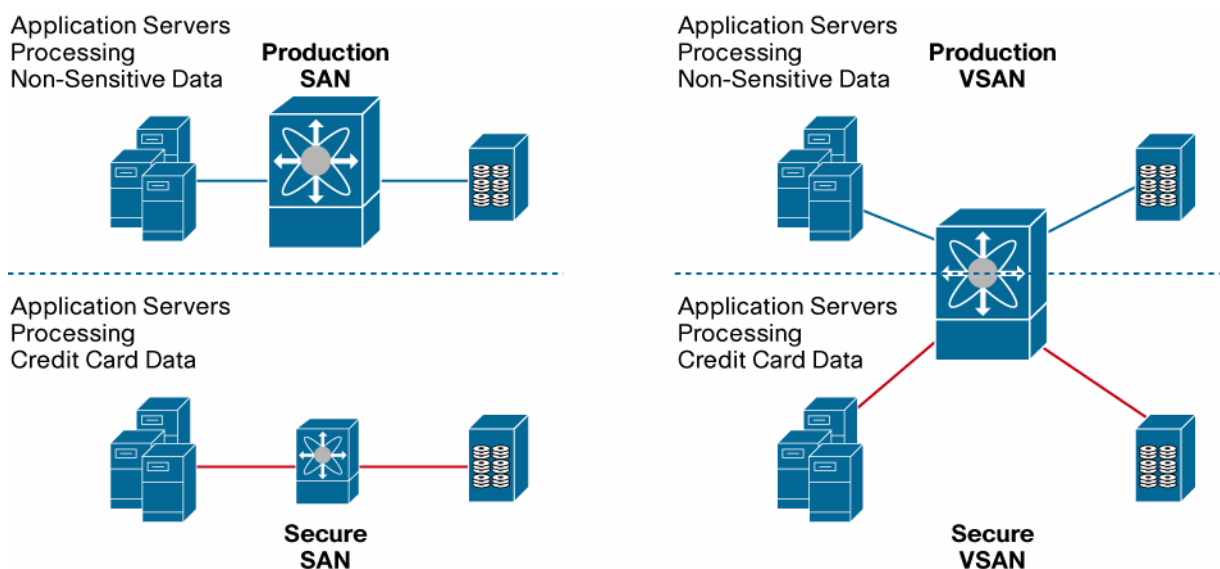 Application Servers
Processing
Non-Sensitive Data
Production
SAN
Application Servers
Processing
Credit Card Data
Secure
SAN
Application Servers
Processing
Non-Sensitive Data
Production
VSAN
Application Servers
Processing
Credit Card Data
Secure
VSAN